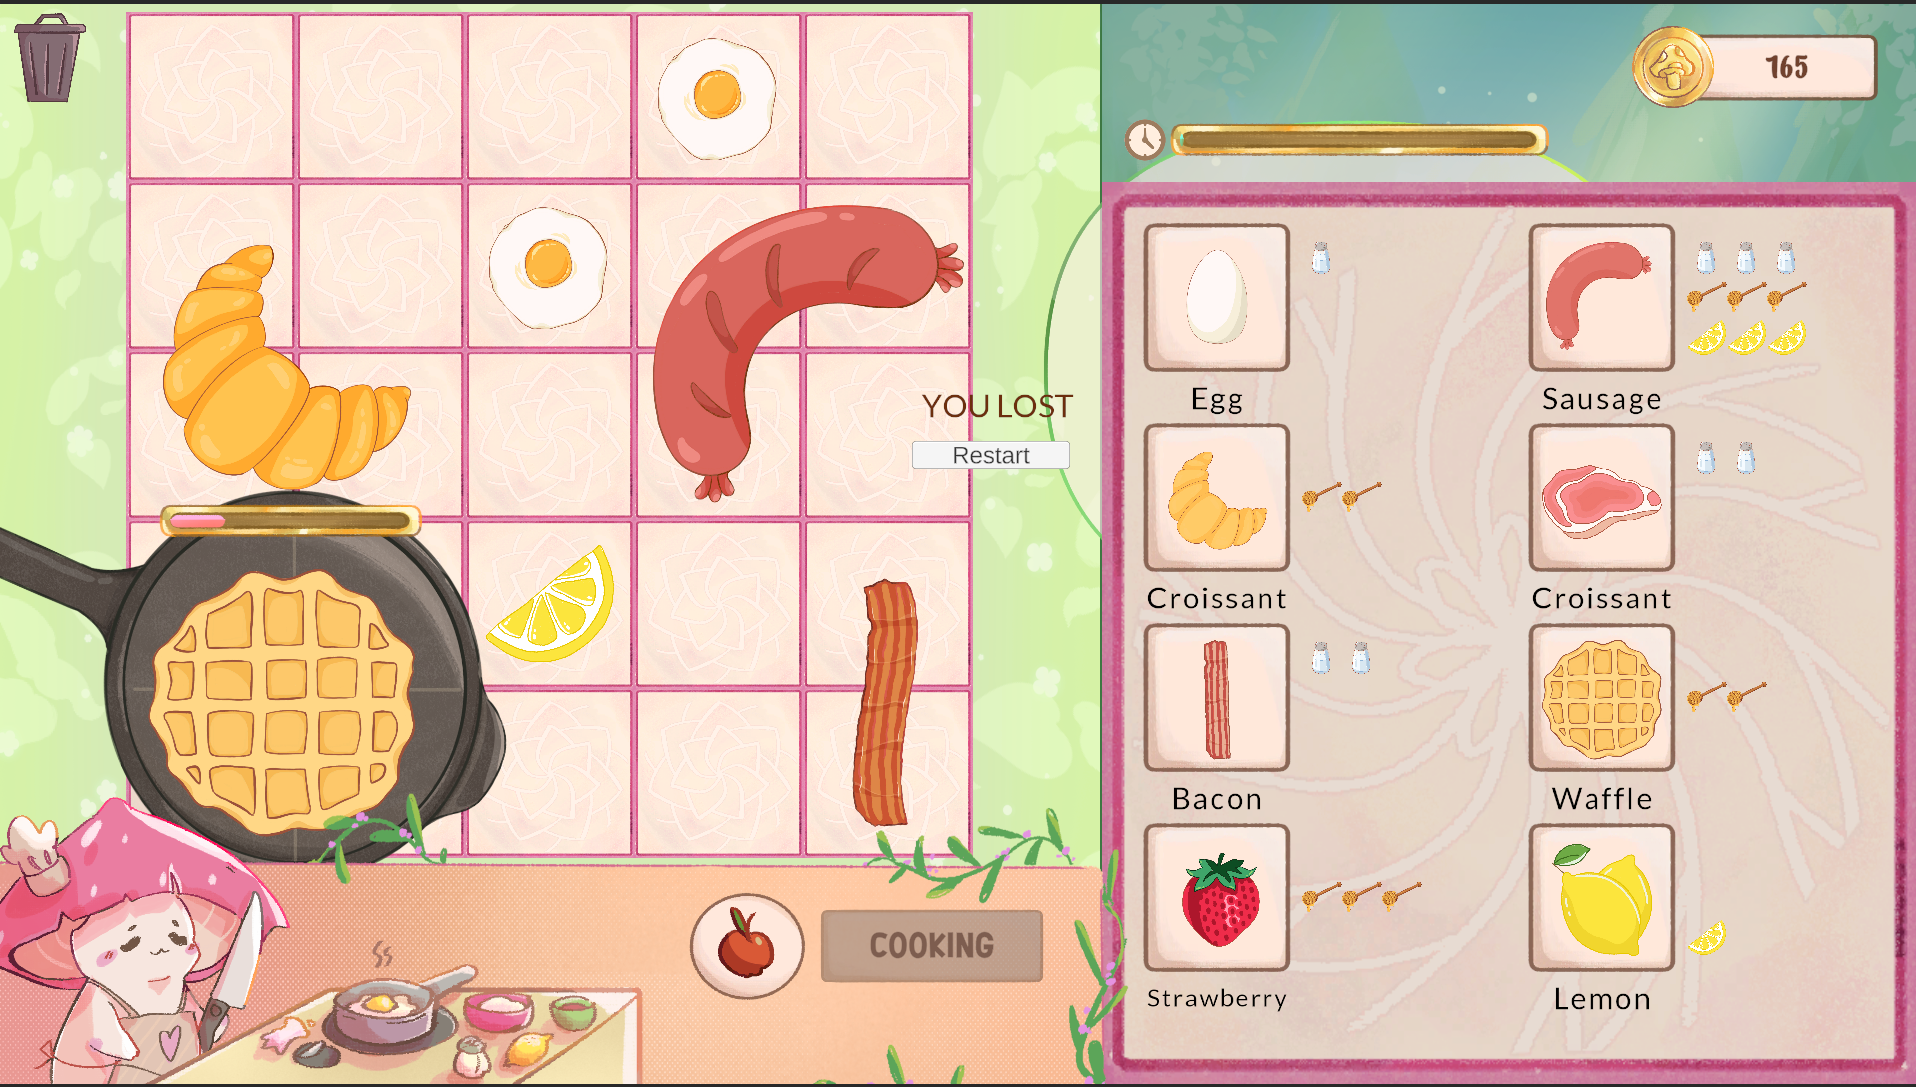 165
YOU LOST
Restart
Egg
Sausage
Croissant
Croissant
Bacon
Waffle
Strawberry
Lemon
COOKING